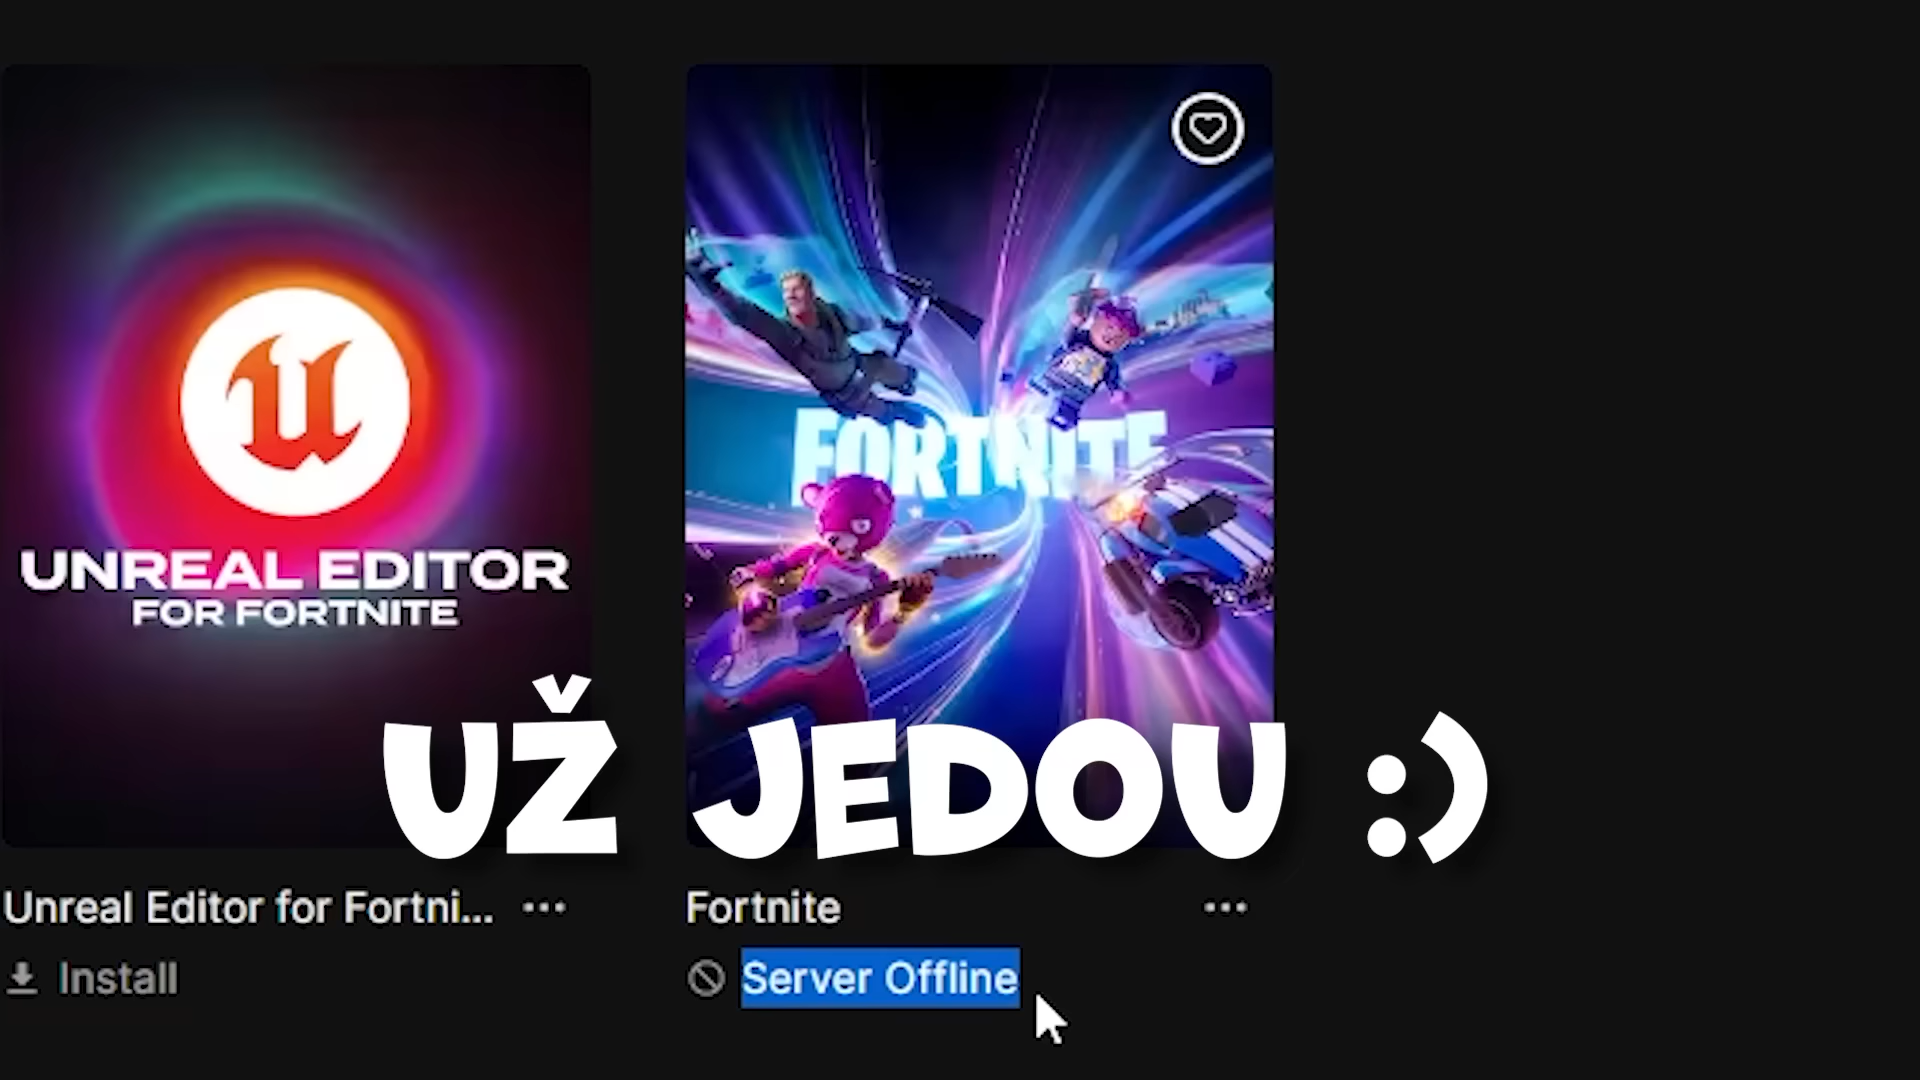 UNREAL EDITOR
FOR FORTNITE
FORTNITE
UŽ JEDOU :)
Unreal Editor for Fortni... ...
Install
Fortnite ...
Server Offline